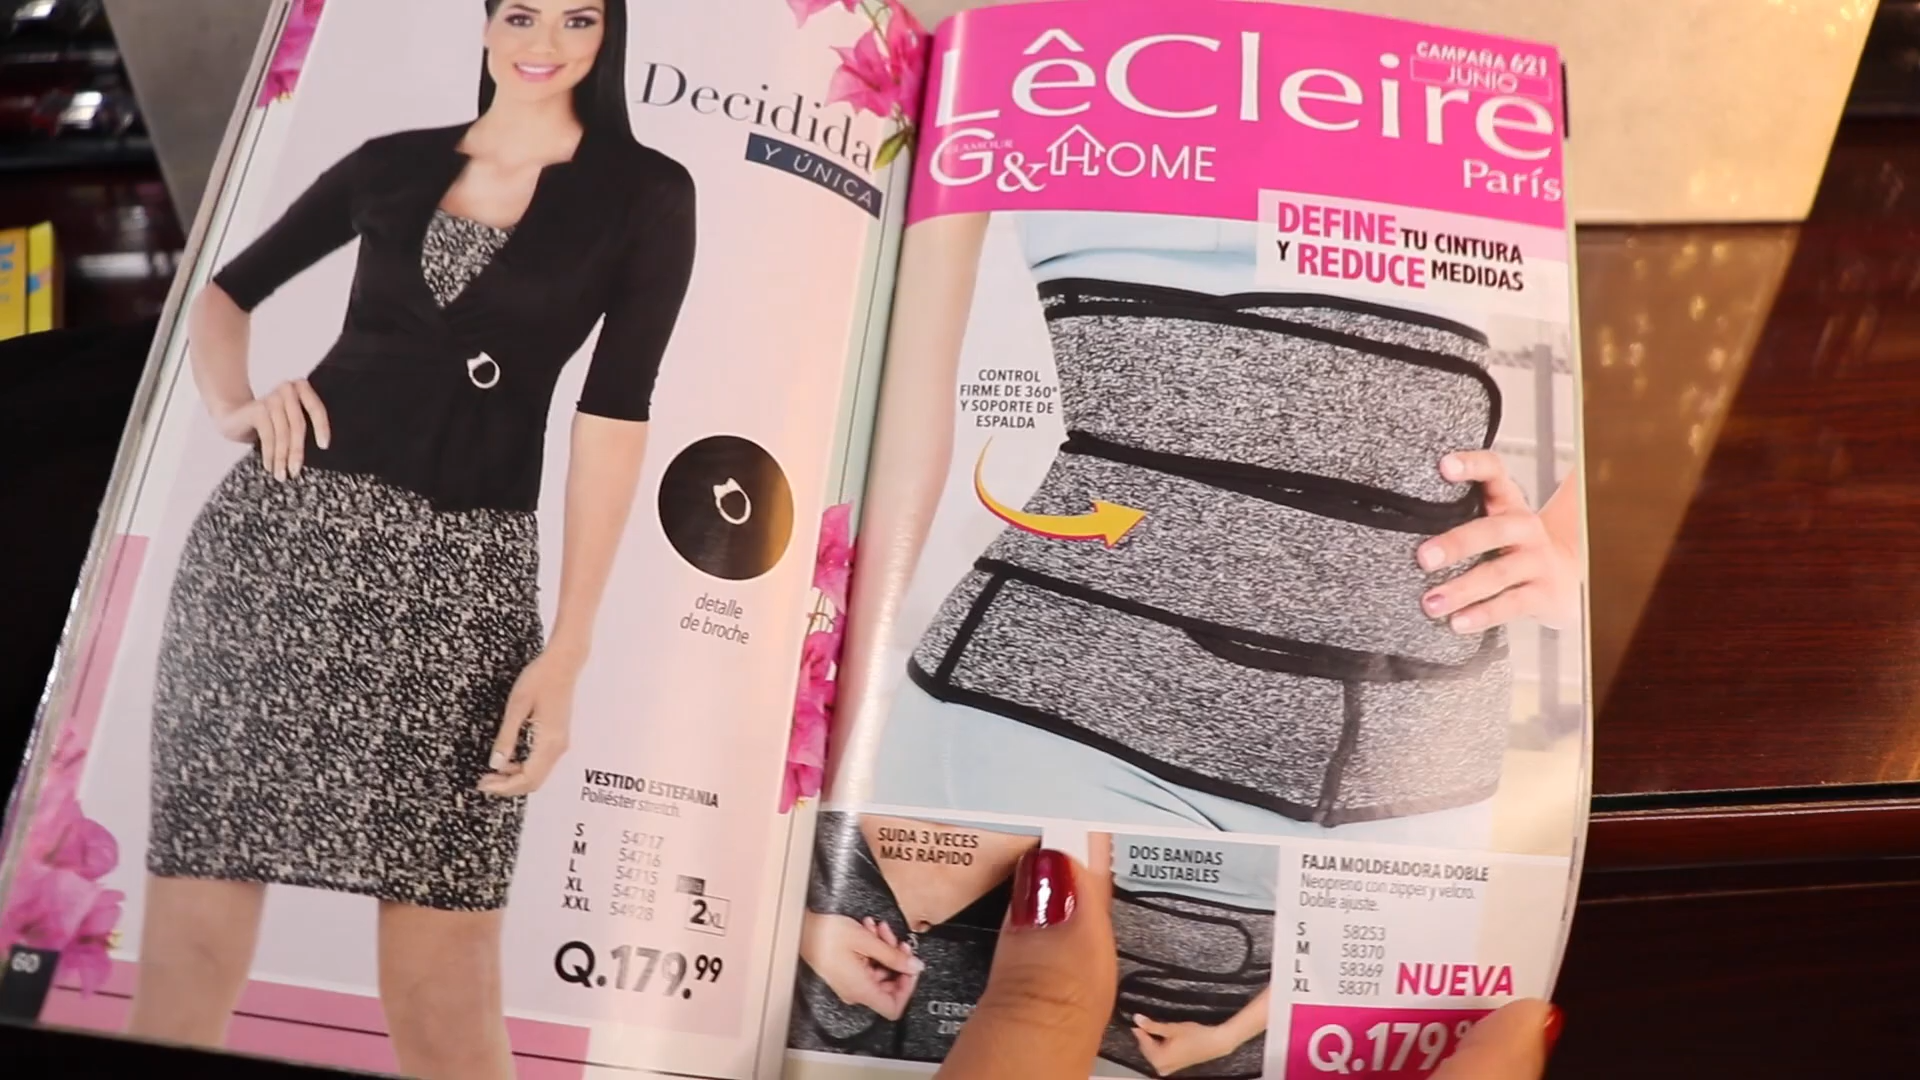 Decidida
Y ÚNICA
detalle
de broche
VESTIDO ESTEFANIA
Poliéster stretch.
S 54717
M 54716
L 54715
XL 54718
XXL 54928
2XL
Q.179.99
60
LêCleire
París
CAMPAÑA 621
JUNIO
GLAMOUR
G&HOME
DEFINE TU CINTURA
Y REDUCE MEDIDAS
CONTROL
FIRME DE 360°
Y SOPORTE DE
ESPALDA
SUDA 3 VECES
MÁS RÁPIDO
DOS BANDAS
AJUSTABLES
FAJA MOLDEADORA DOBLE
Neopreno con zipper y velcro.
Doble ajuste.
S 58253
M 58370
L 58369
XL 58371
NUEVA
Q.179